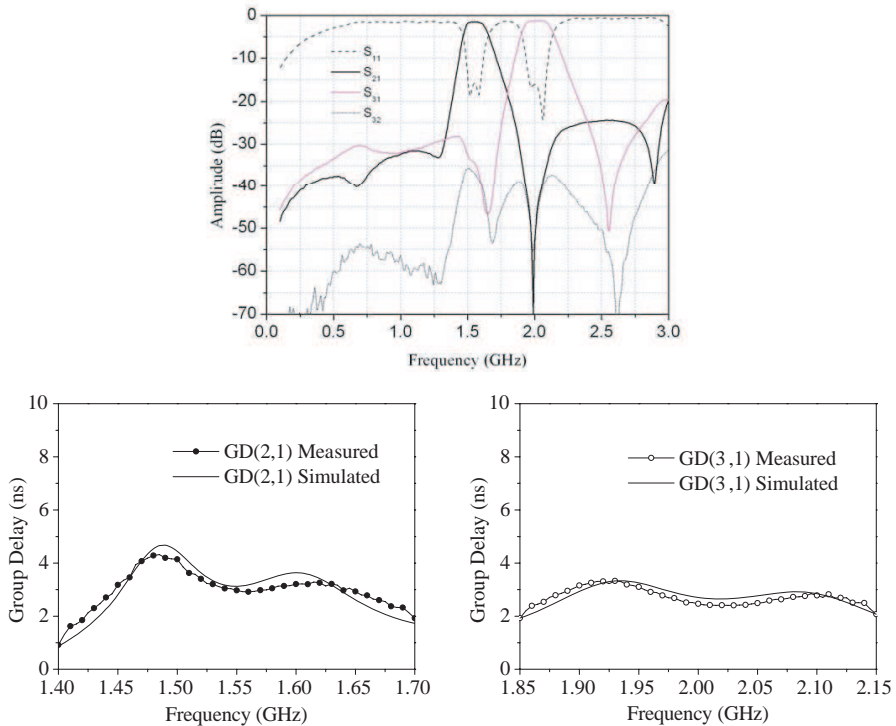 0
-10
-20
-30
-40
-50
-60
-70
Amplitude (dB)
S11
S21
S31
S32
0.0 0.5 1.0 1.5 2.0 2.5 3.0
Frequency (GHz)
10
8
6
4
2
0
Group Delay (ns)
GD(2,1) Measured
GD(2,1) Simulated
1.40 1.45 1.50 1.55 1.60 1.65 1.70
Frequency (GHz)
10
8
6
4
2
0
Group Delay (ns)
GD(3,1) Measured
GD(3,1) Simulated
1.85 1.90 1.95 2.00 2.05 2.10 2.15
Frequency (GHz)